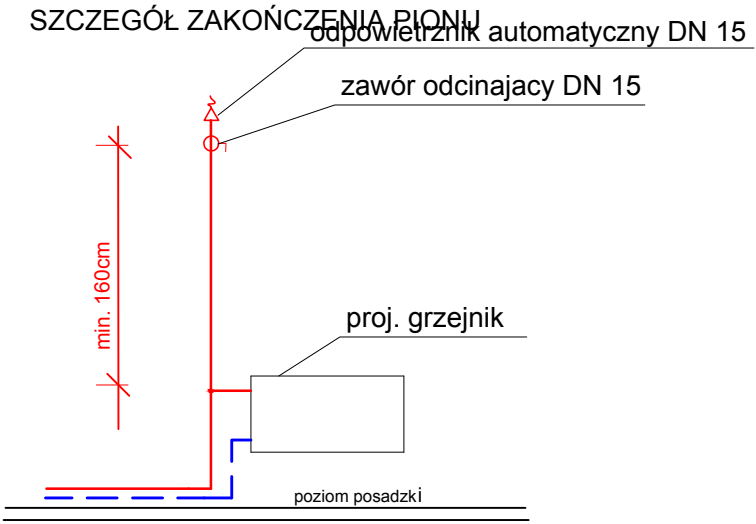 SZCZEGÓŁ ZAKOŃCZENIA PIONU
odpowietrznik automatyczny DN 15
zawór odcinajacy DN 15
min. 160cm
proj. grzejnik
poziom posadzki